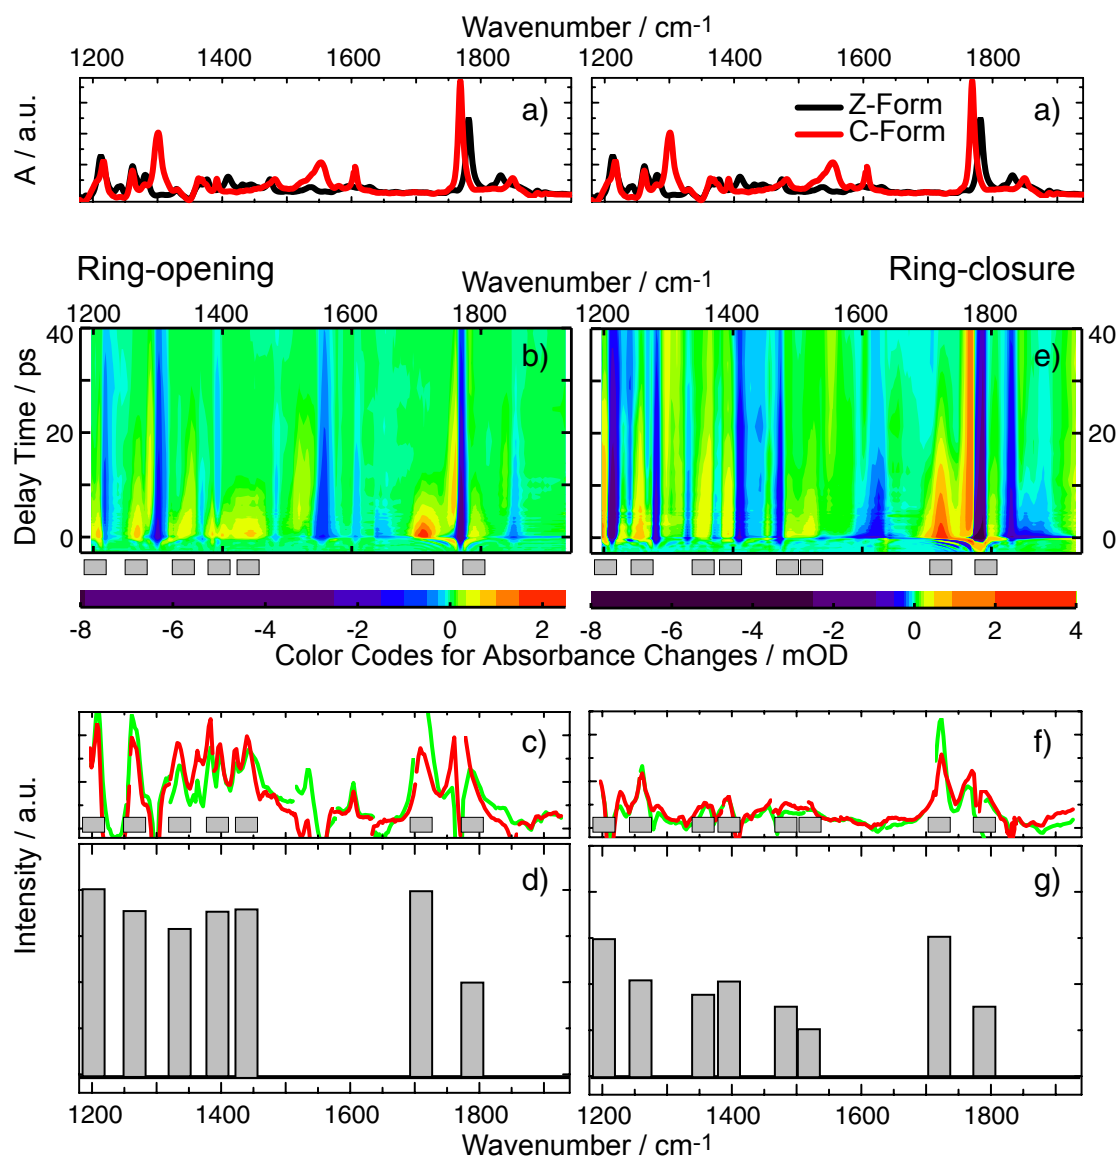 Wavenumber / cm-1
1200 1400 1600 1800 1200 1400 1600 1800
A / a.u.
a) a)
Z-Form
C-Form
Ring-opening Wavenumber / cm-1 Ring-closure
1200 1400 1600 1800 1200 1400 1600 1800
Delay Time / ps
40 b) e) 40
20 20
0 0
-8 -6 -4 -2 0 2 -8 -6 -4 -2 0 2 4
Color Codes for Absorbance Changes / mOD
Intensity / a.u.
c) f)
d) g)
1200 1400 1600 1800 1200 1400 1600 1800
Wavenumber / cm-1